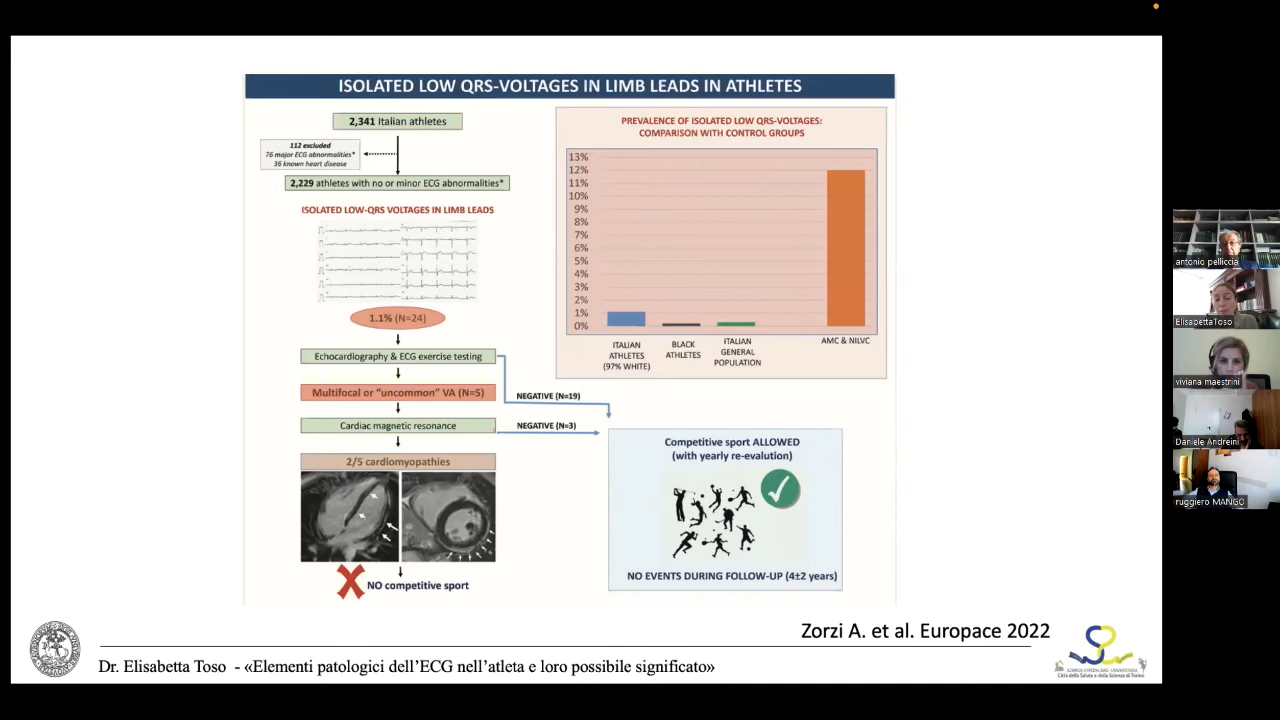 ISOLATED LOW QRS-VOLTAGES IN LIMB LEADS IN ATHLETES
2,341 Italian athletes
112 excluded
76 major ECG abnormalities*
36 known heart disease
2,229 athletes with no or minor ECG abnormalities*
ISOLATED LOW-QRS VOLTAGES IN LIMB LEADS
1.1% (N=24)
Echocardiography & ECG exercise testing
Multifocal or "uncommon" VA (N=5)
Cardiac magnetic resonance
2/5 cardiomyopathies
NO competitive sport
NEGATIVE (N=19)
NEGATIVE (N=3)
PREVALENCE OF ISOLATED LOW QRS-VOLTAGES:
COMPARISON WITH CONTROL GROUPS
13%
12%
11%
10%
9%
8%
7%
6%
5%
4%
3%
2%
1%
0%
ITALIAN
ATHLETES
(97% WHITE)
BLACK
ATHLETES
ITALIAN
GENERAL
POPULATION
AMC & NILVC
Competitive sport ALLOWED
(with yearly re-evalution)
NO EVENTS DURING FOLLOW-UP (4±2 years)
Zorzi A. et al. Europace 2022
Dr. Elisabetta Toso - «Elementi patologici dell'ECG nell'atleta e loro possibile significato»
Città della Salute e della Scienza di Torino
antonio pelliccia
ElisabettaToso
viviana maestrini
Daniele Andreini
ruggiero MANGO